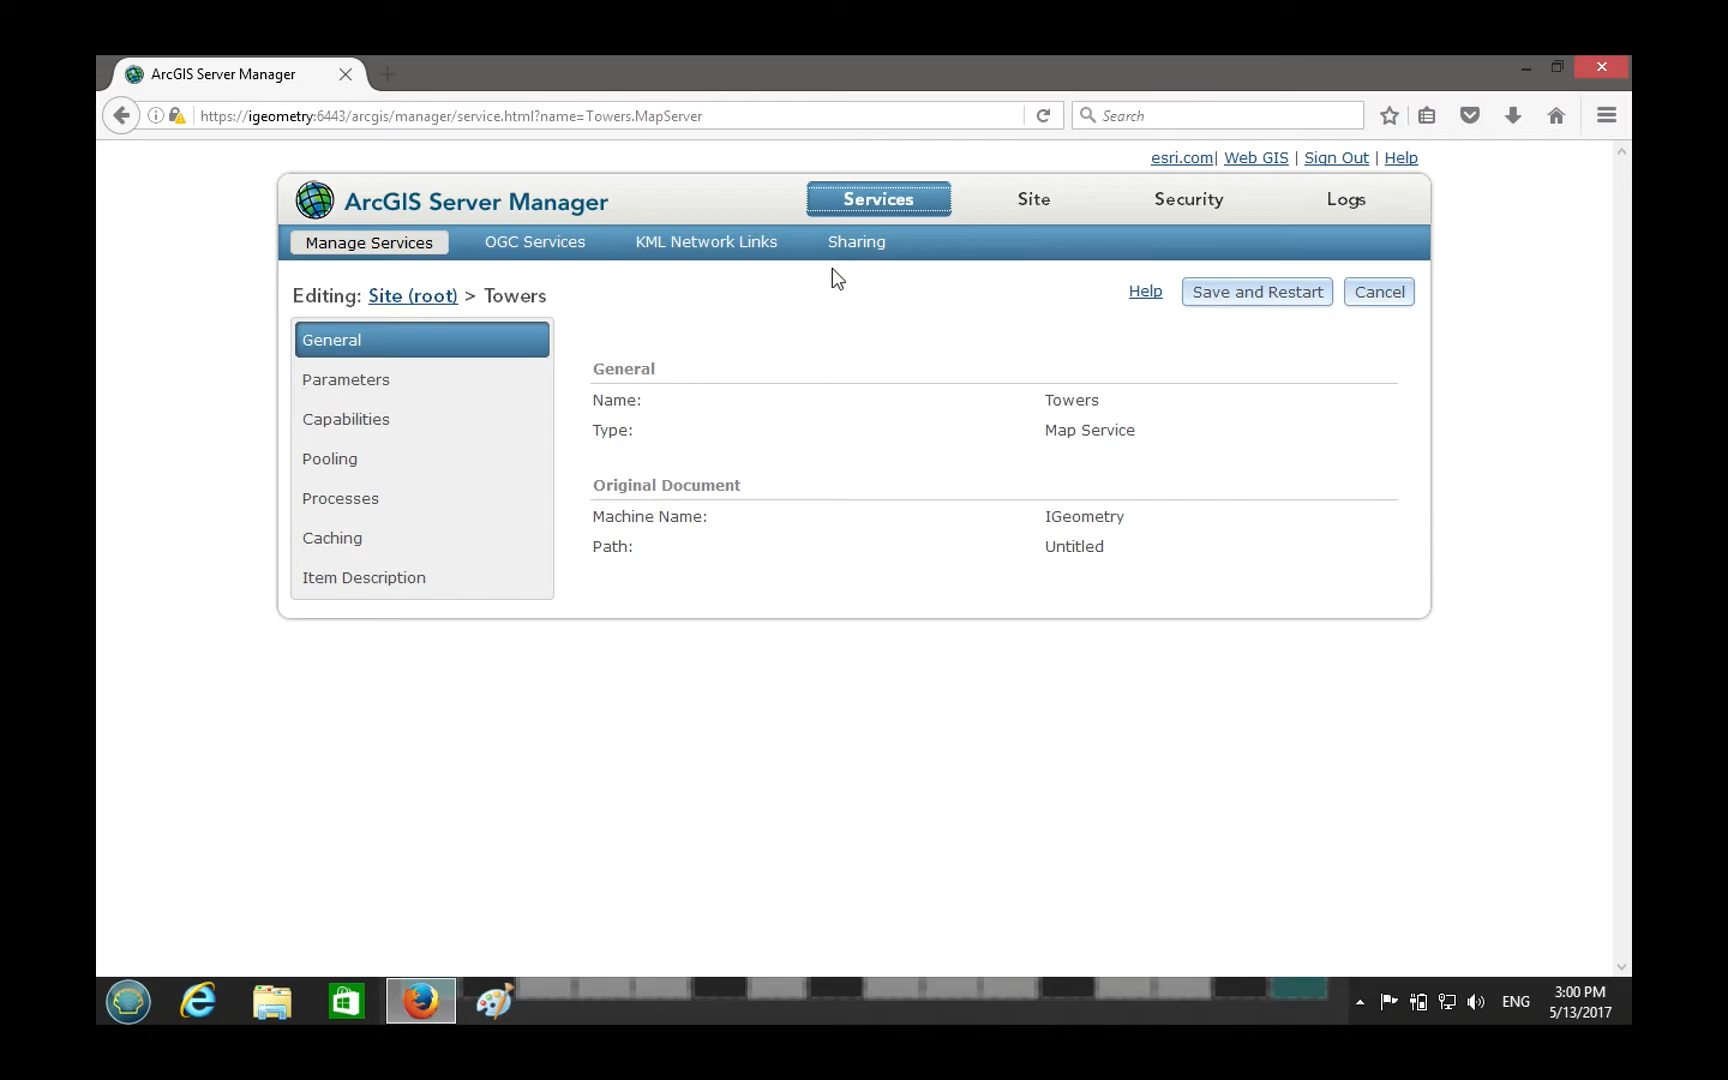 ArcGIS Server Manager
https://igeometry:6443/arcgis/manager/service.html?name=Towers.MapServer
Search
esri.com| Web GIS | Sign Out | Help
ArcGIS Server Manager
Services Site Security Logs
Manage Services OGC Services KML Network Links Sharing
Editing: Site (root) > Towers
Help Save and Restart Cancel
General
Parameters
Capabilities
Pooling
Processes
Caching
Item Description
General
Name: Towers
Type: Map Service
Original Document
Machine Name: IGeometry
Path: Untitled
ENG
3:00 PM
5/13/2017